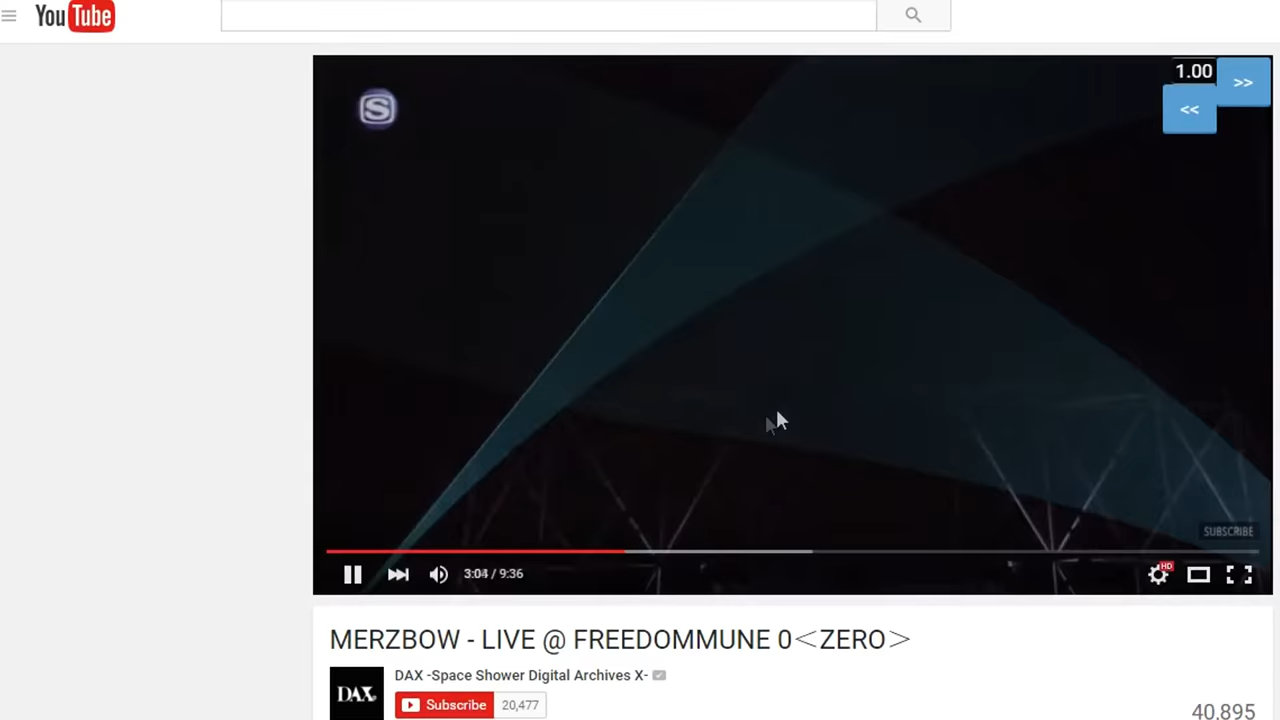 YouTube
1.00
>>
<<
S
SUBSCRIBE
3:04 / 9:36
HD
MERZBOW - LIVE @ FREEDOMMUNE 0＜ZERO＞
DAX -Space Shower Digital Archives X-
DAX
Subscribe 20,477
40,895